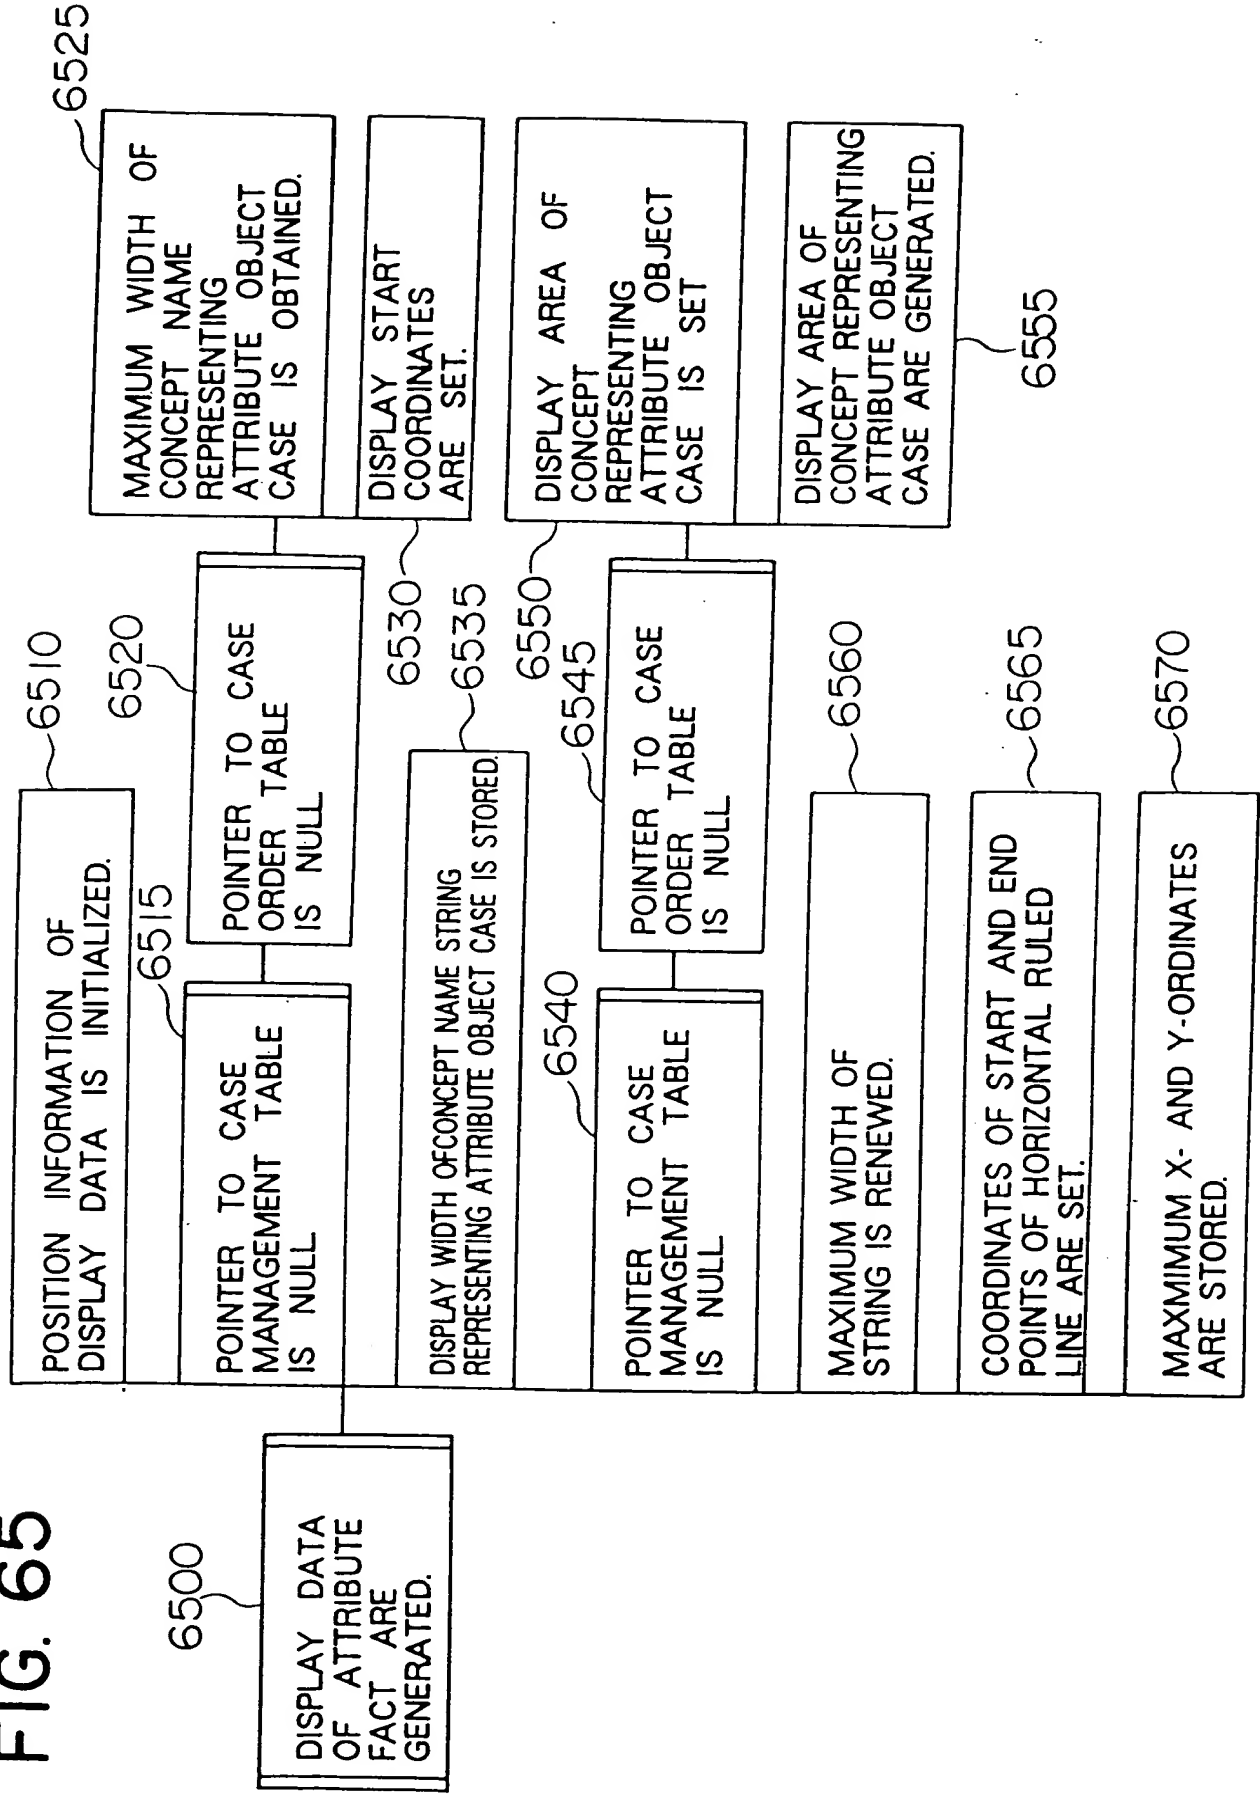 FIG. 65
6500
DISPLAY DATA
OF ATTRIBUTE
FACT ARE
GENERATED.
6510
POSITION INFORMATION OF
DISPLAY DATA IS INITIALIZED.
6515
POINTER TO CASE
MANAGEMENT TABLE
IS NULL
6520
POINTER TO CASE
ORDER TABLE
IS NULL
6525
MAXIMUM WIDTH OF
CONCEPT NAME
REPRESENTING
ATTRIBUTE OBJECT
CASE IS OBTAINED.
6530
DISPLAY START
COORDINATES
ARE SET.
6535
DISPLAY WIDTH OFCONCEPT NAME STRING
REPRESENTING ATTRIBUTE OBJECT CASE IS STORED.
6540
POINTER TO CASE
MANAGEMENT TABLE
IS NULL
6545
POINTER TO CASE
ORDER TABLE
IS NULL
6550
DISPLAY AREA OF
CONCEPT
REPRESENTING
ATTRIBUTE OBJECT
CASE IS SET
6555
DISPLAY AREA OF
CONCEPT REPRESENTING
ATTRIBUTE OBJECT
CASE ARE GENERATED.
6560
MAXIMUM WIDTH OF
STRING IS RENEWED.
6565
COORDINATES OF START AND END
POINTS OF HORIZONTAL RULED
LINE ARE SET.
6570
MAXMIMUM X- AND Y-ORDINATES
ARE STORED.